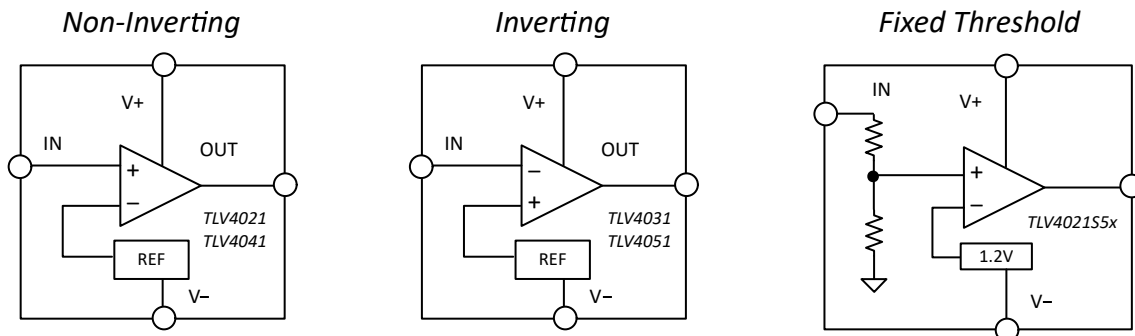 Non-Inverting
V+
IN
OUT
+
−
TLV4021
TLV4041
REF
V−
Inverting
V+
IN
OUT
−
+
TLV4031
TLV4051
REF
V−
Fixed Threshold
IN
V+
+
−
TLV4021S5x
1.2V
V−